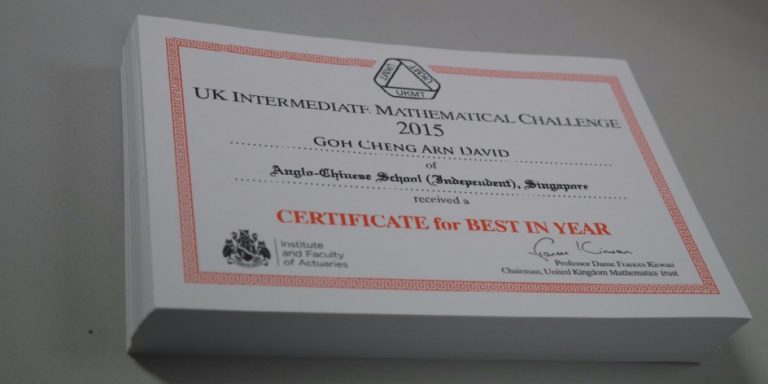 UKMT UKMT UKMT
UK INTERMEDIATE MATHEMATICAL CHALLENGE
2015
GOH CHENG ARN DAVID
of
Anglo-Chinese School (Independent), Singapore
received a
CERTIFICATE for BEST IN YEAR
Institute
and Faculty
of Actuaries
Frances Kirwan
Professor Dame Frances Kirwan
Chairman, United Kingdom Mathematics Trust